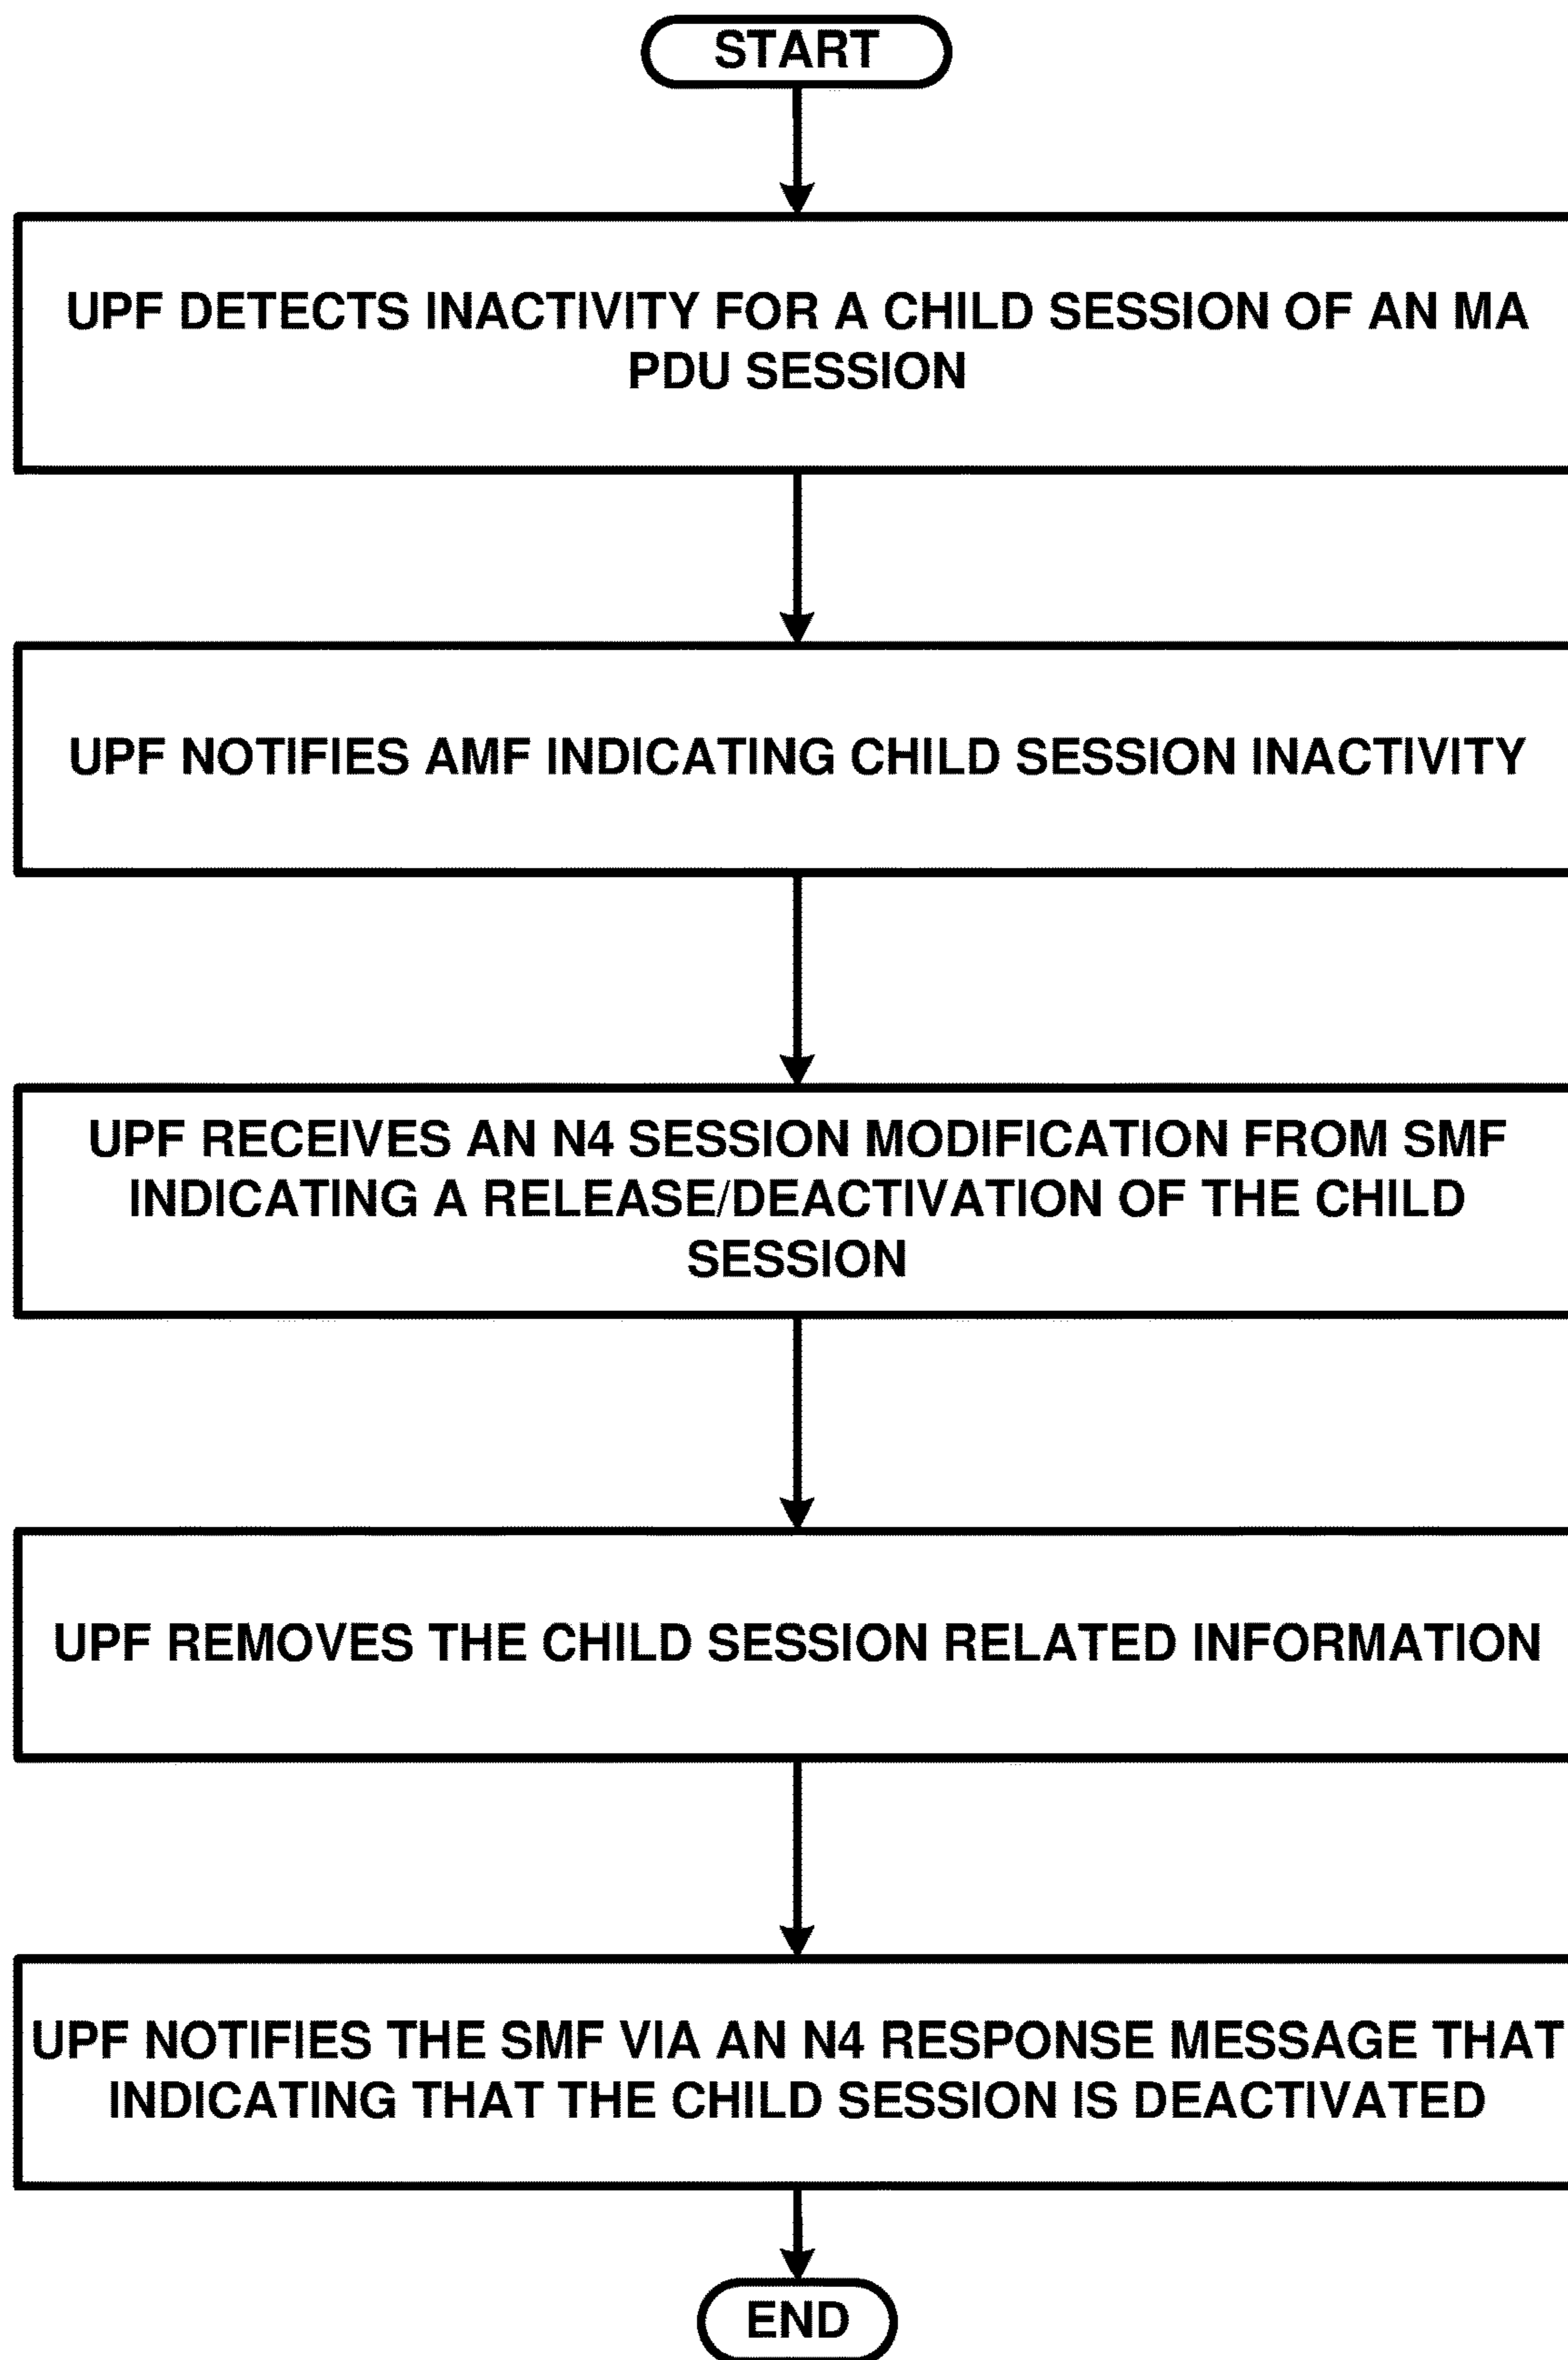 START
UPF DETECTS INACTIVITY FOR A CHILD SESSION OF AN MA
PDU SESSION
UPF NOTIFIES AMF INDICATING CHILD SESSION INACTIVITY
UPF RECEIVES AN N4 SESSION MODIFICATION FROM SMF
INDICATING A RELEASE/DEACTIVATION OF THE CHILD
SESSION
UPF REMOVES THE CHILD SESSION RELATED INFORMATION
UPF NOTIFIES THE SMF VIA AN N4 RESPONSE MESSAGE THAT
INDICATING THAT THE CHILD SESSION IS DEACTIVATED
END